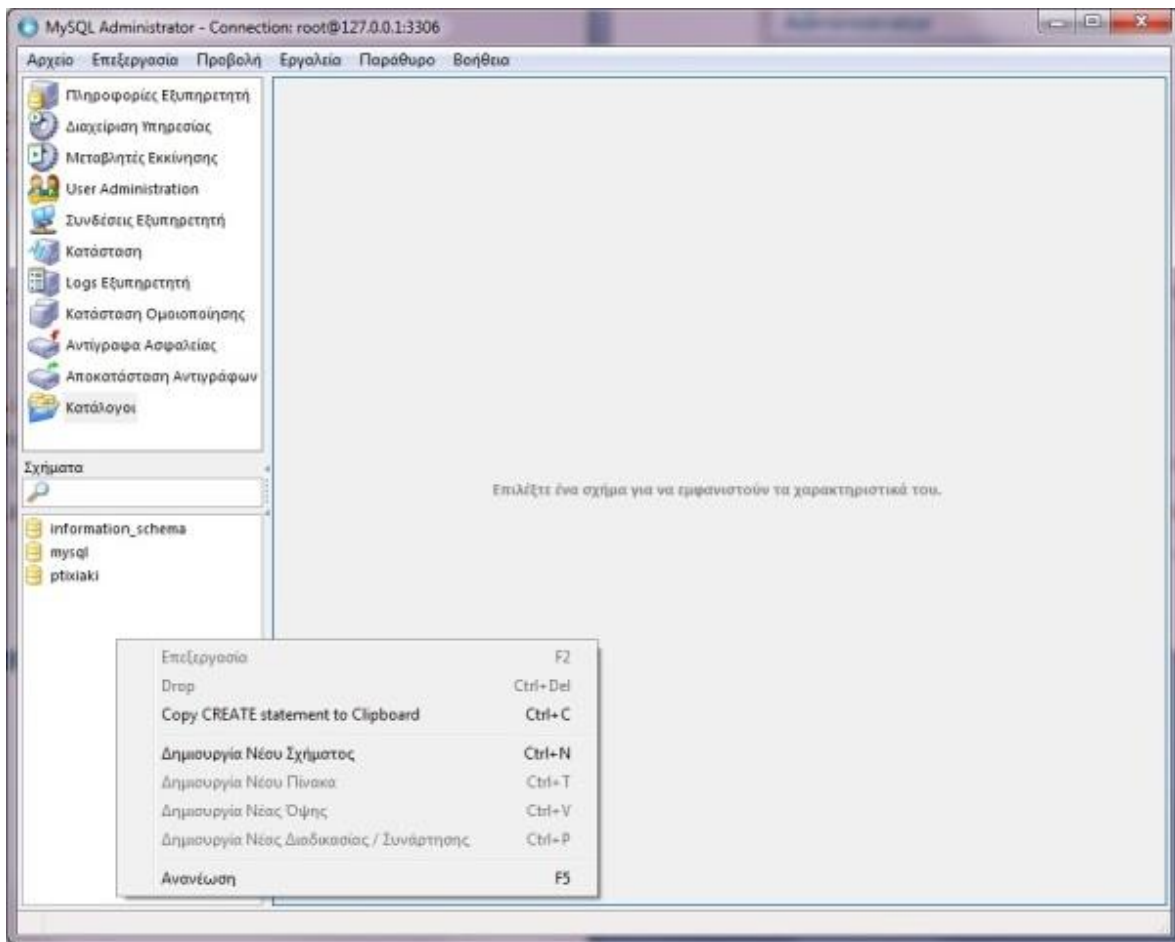 MySQL Administrator - Connection: root@127.0.0.1:3306
Αρχείο Επεξεργασία Προβολή Εργαλεία Παράθυρο Βοήθεια
Πληροφορίες Εξυπηρετητή
Διαχείριση Υπηρεσίας
Μεταβλητές Εκκίνησης
User Administration
Συνδέσεις Εξυπηρετητή
Κατάσταση
Logs Εξυπηρετητή
Κατάσταση Ομοιοποίησης
Αντίγραφα Ασφαλείας
Αποκατάσταση Αντιγράφων
Κατάλογοι
Σχήματα
information_schema
mysql
ptixiaki
Επιλέξτε ένα σχήμα για να εμφανιστούν τα χαρακτηριστικά του.
Επεξεργασία F2
Drop Ctrl+Del
Copy CREATE statement to Clipboard Ctrl+C
Δημιουργία Νέου Σχήματος Ctrl+N
Δημιουργία Νέου Πίνακα Ctrl+T
Δημιουργία Νέας Όψης Ctrl+V
Δημιουργία Νέας Διαδικασίας / Συνάρτησης Ctrl+P
Ανανέωση F5